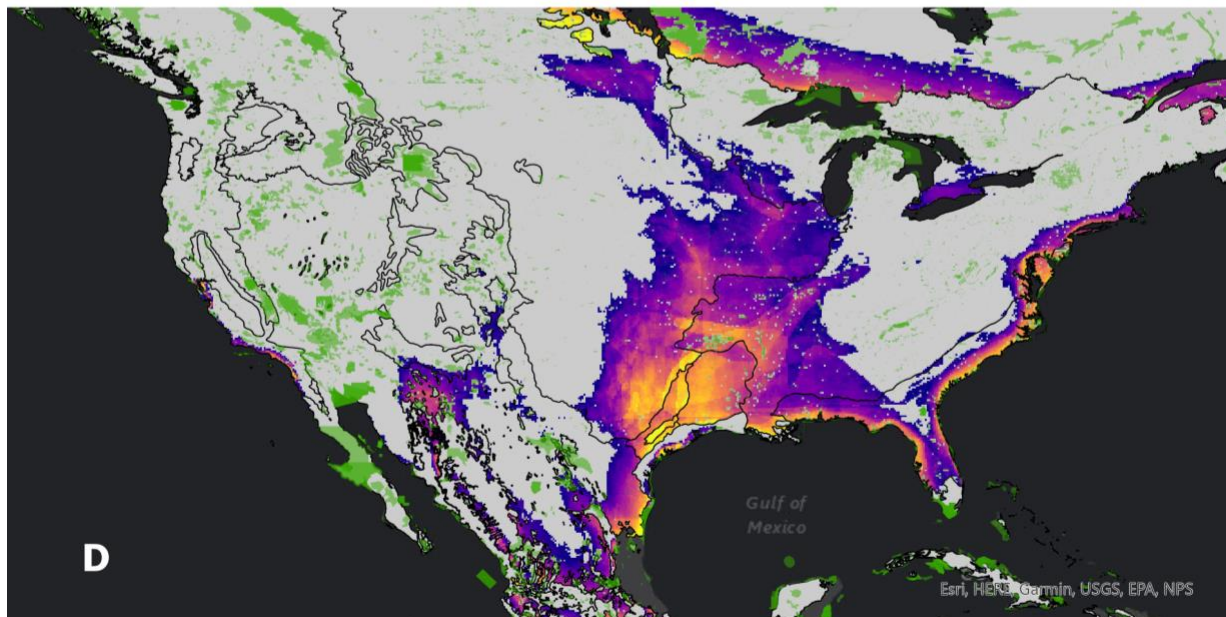 Gulf of
Mexico
D
Esri, HERE, Garmin, USGS, EPA, NPS